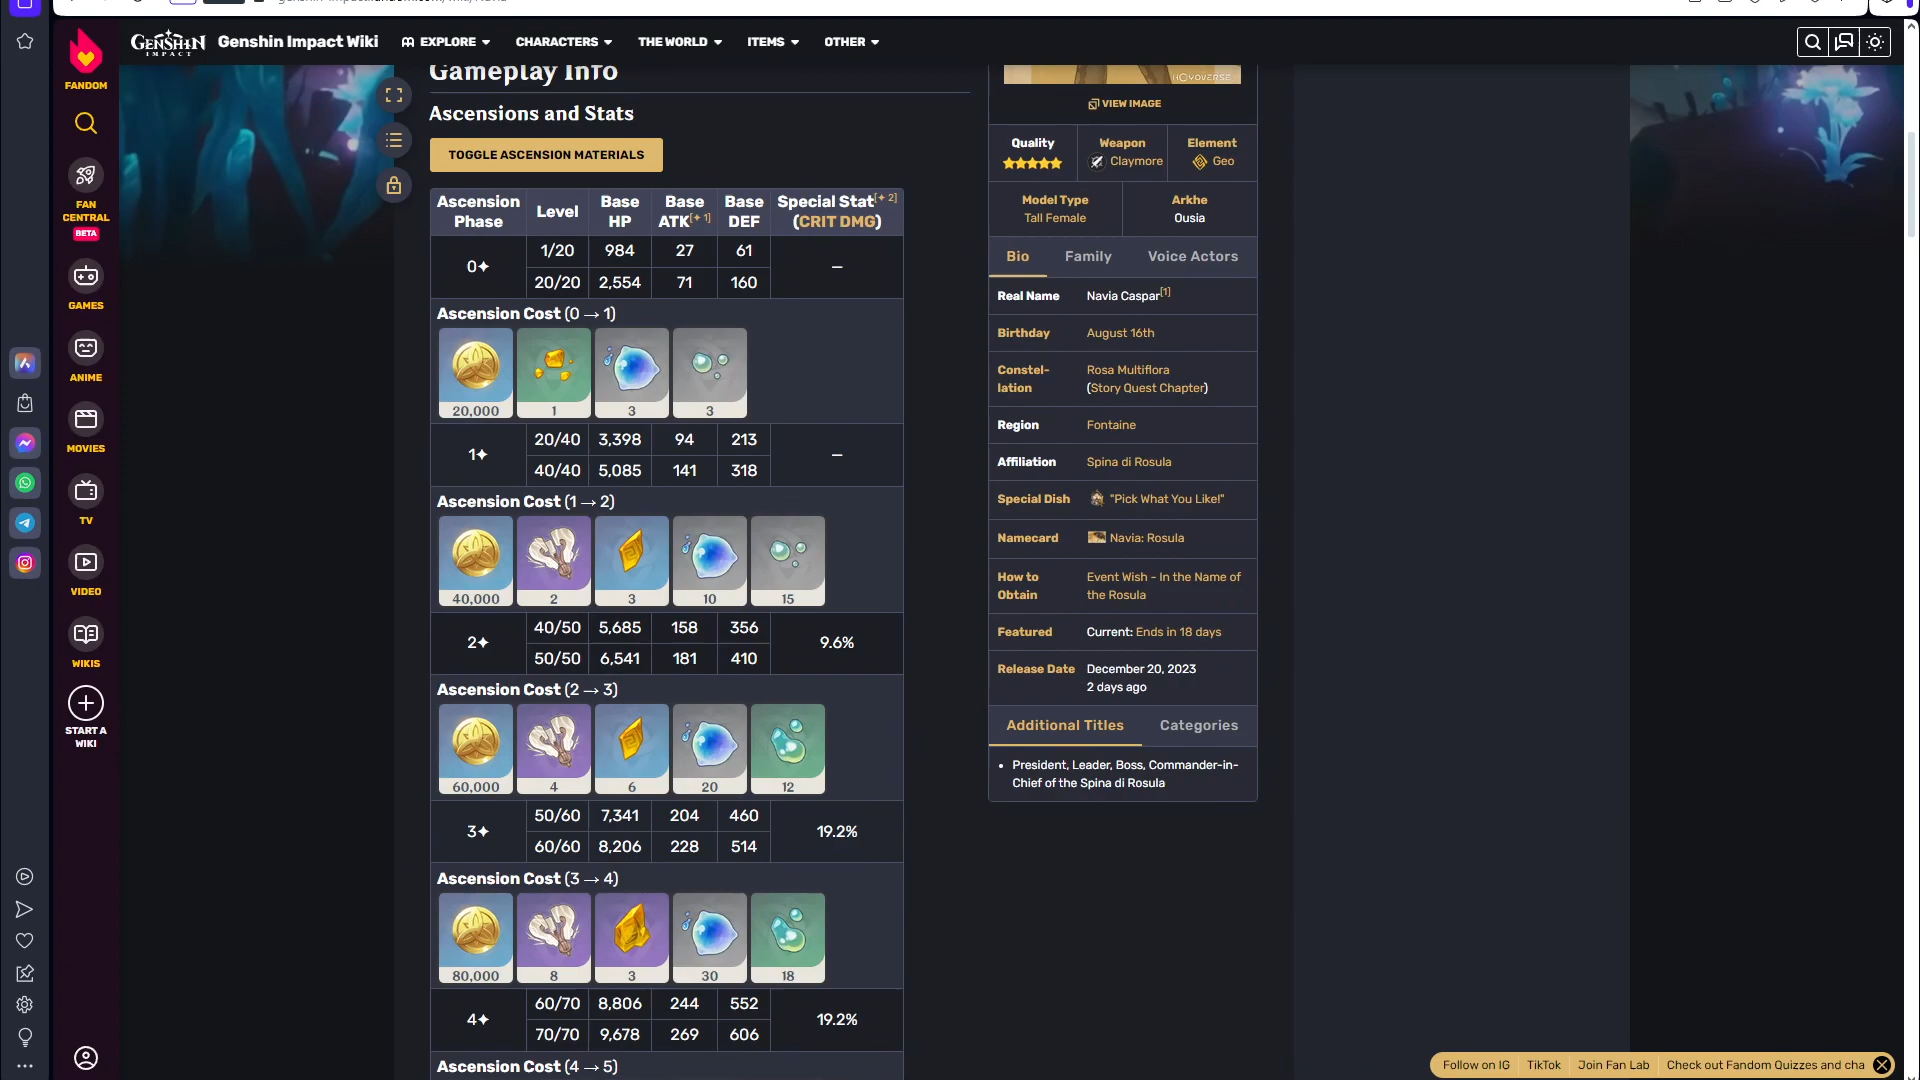 GENSHIN
IMPACT
Genshin Impact Wiki
EXPLORE
CHARACTERS
THE WORLD
ITEMS
OTHER
FANDOM
FAN
CENTRAL
BETA
GAMES
ANIME
MOVIES
TV
VIDEO
WIKIS
START A
WIKI
Gameplay Info
Ascensions and Stats
TOGGLE ASCENSION MATERIALS
Ascension Phase Level Base HP Base ATK[✦ 1] Base DEF Special Stat[✦ 2] (CRIT DMG)
0✦ 1/20 984 27 61 —
20/20 2,554 71 160
Ascension Cost (0 → 1)
20,000 1 3 3
1✦ 20/40 3,398 94 213 —
40/40 5,085 141 318
Ascension Cost (1 → 2)
40,000 2 3 10 15
2✦ 40/50 5,685 158 356 9.6%
50/50 6,541 181 410
Ascension Cost (2 → 3)
60,000 4 6 20 12
3✦ 50/60 7,341 204 460 19.2%
60/60 8,206 228 514
Ascension Cost (3 → 4)
80,000 8 3 30 18
4✦ 60/70 8,806 244 552 19.2%
70/70 9,678 269 606
Ascension Cost (4 → 5)
HOYOVERSE
VIEW IMAGE
Quality Weapon Element
Claymore Geo
Model Type Arkhe
Tall Female Ousia
Bio Family Voice Actors
Real Name Navia Caspar[1]
Birthday August 16th
Constel-
lation
Rosa Multiflora
(Story Quest Chapter)
Region Fontaine
Affiliation Spina di Rosula
Special Dish "Pick What You Like!"
Namecard Navia: Rosula
How to
Obtain
Event Wish - In the Name of
the Rosula
Featured Current: Ends in 18 days
Release Date December 20, 2023
2 days ago
Additional Titles Categories
• President, Leader, Boss, Commander-in-
Chief of the Spina di Rosula
Follow on IG TikTok Join Fan Lab Check out Fandom Quizzes and cha